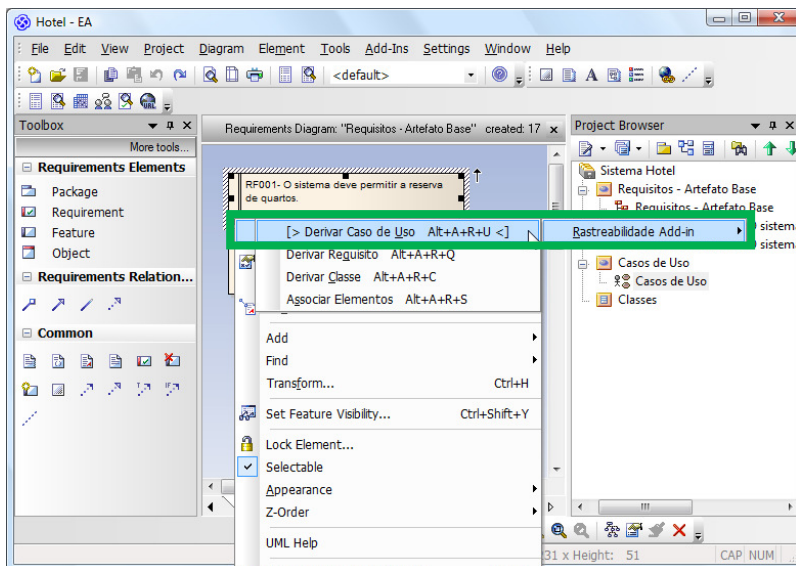 Hotel - EA
File Edit View Project Diagram Element Tools Add-Ins Settings Window Help
<default>
Toolbox
More tools...
Requirements Elements
Package
Requirement
Feature
Object
Requirements Relation...
Common
Requirements Diagram: "Requisitos - Artefato Base" created: 17
RF001- O sistema deve permitir a reserva
de quartos.
[> Derivar Caso de Uso Alt+A+R+U <]
Rastreabilidade Add-in
Derivar Requisito Alt+A+R+Q
Derivar Classe Alt+A+R+C
Associar Elementos Alt+A+R+S
Add
Find
Transform... Ctrl+H
Set Feature Visibility... Ctrl+Shift+Y
Lock Element...
Selectable
Appearance
Z-Order
UML Help
Project Browser
Sistema Hotel
Requisitos - Artefato Base
Requisitos - Artefato Base
sistema
sistema
Casos de Uso
Casos de Uso
Classes
x Height: 51
CAP NUM